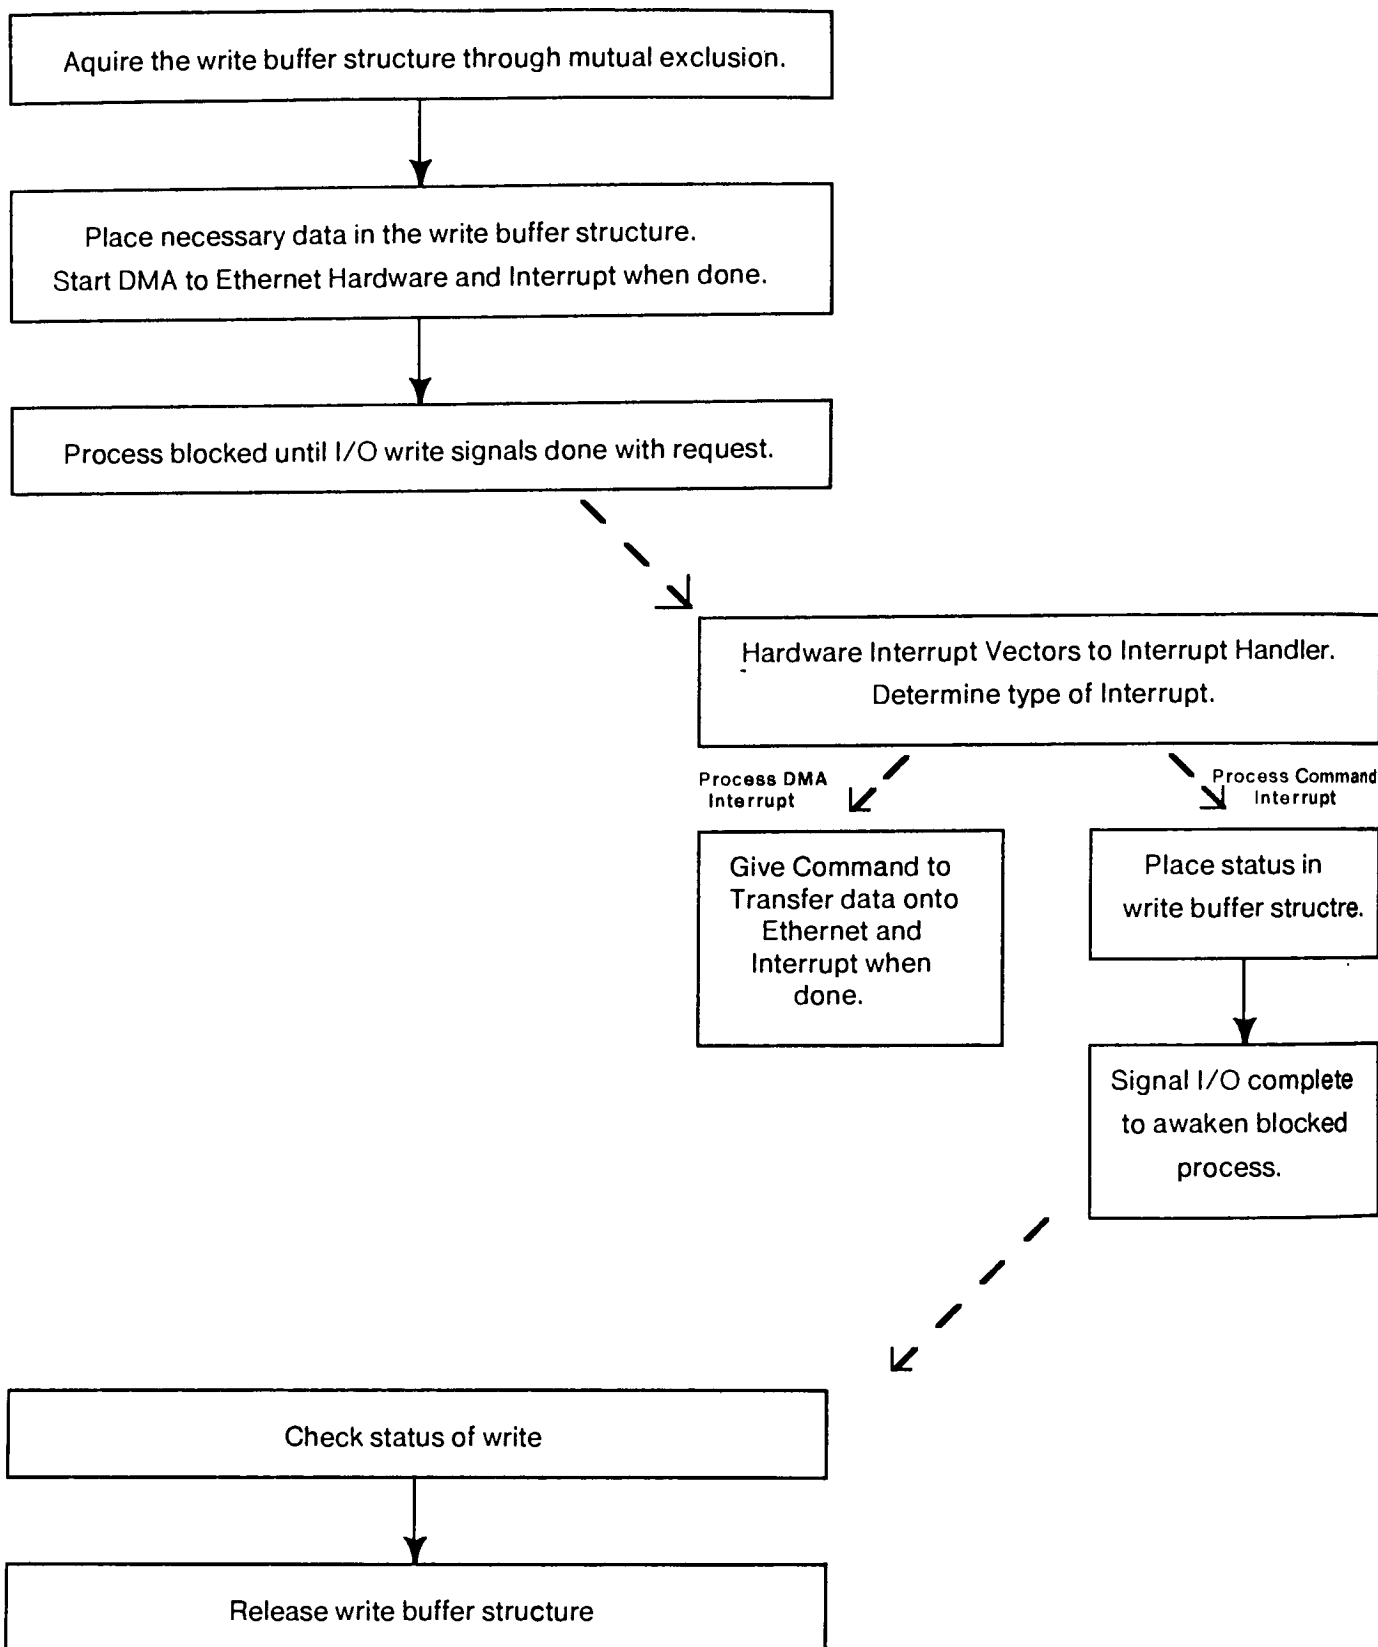 Aquire the write buffer structure through mutual exclusion.
Place necessary data in the write buffer structure.
Start DMA to Ethernet Hardware and Interrupt when done.
Process blocked until I/O write signals done with request.
Hardware Interrupt Vectors to Interrupt Handler.
Determine type of Interrupt.
Process DMA
Interrupt
Process Command
Interrupt
Give Command to
Transfer data onto
Ethernet and
Interrupt when
done.
Place status in
write buffer structre.
Signal I/O complete
to awaken blocked
process.
Check status of write
Release write buffer structure